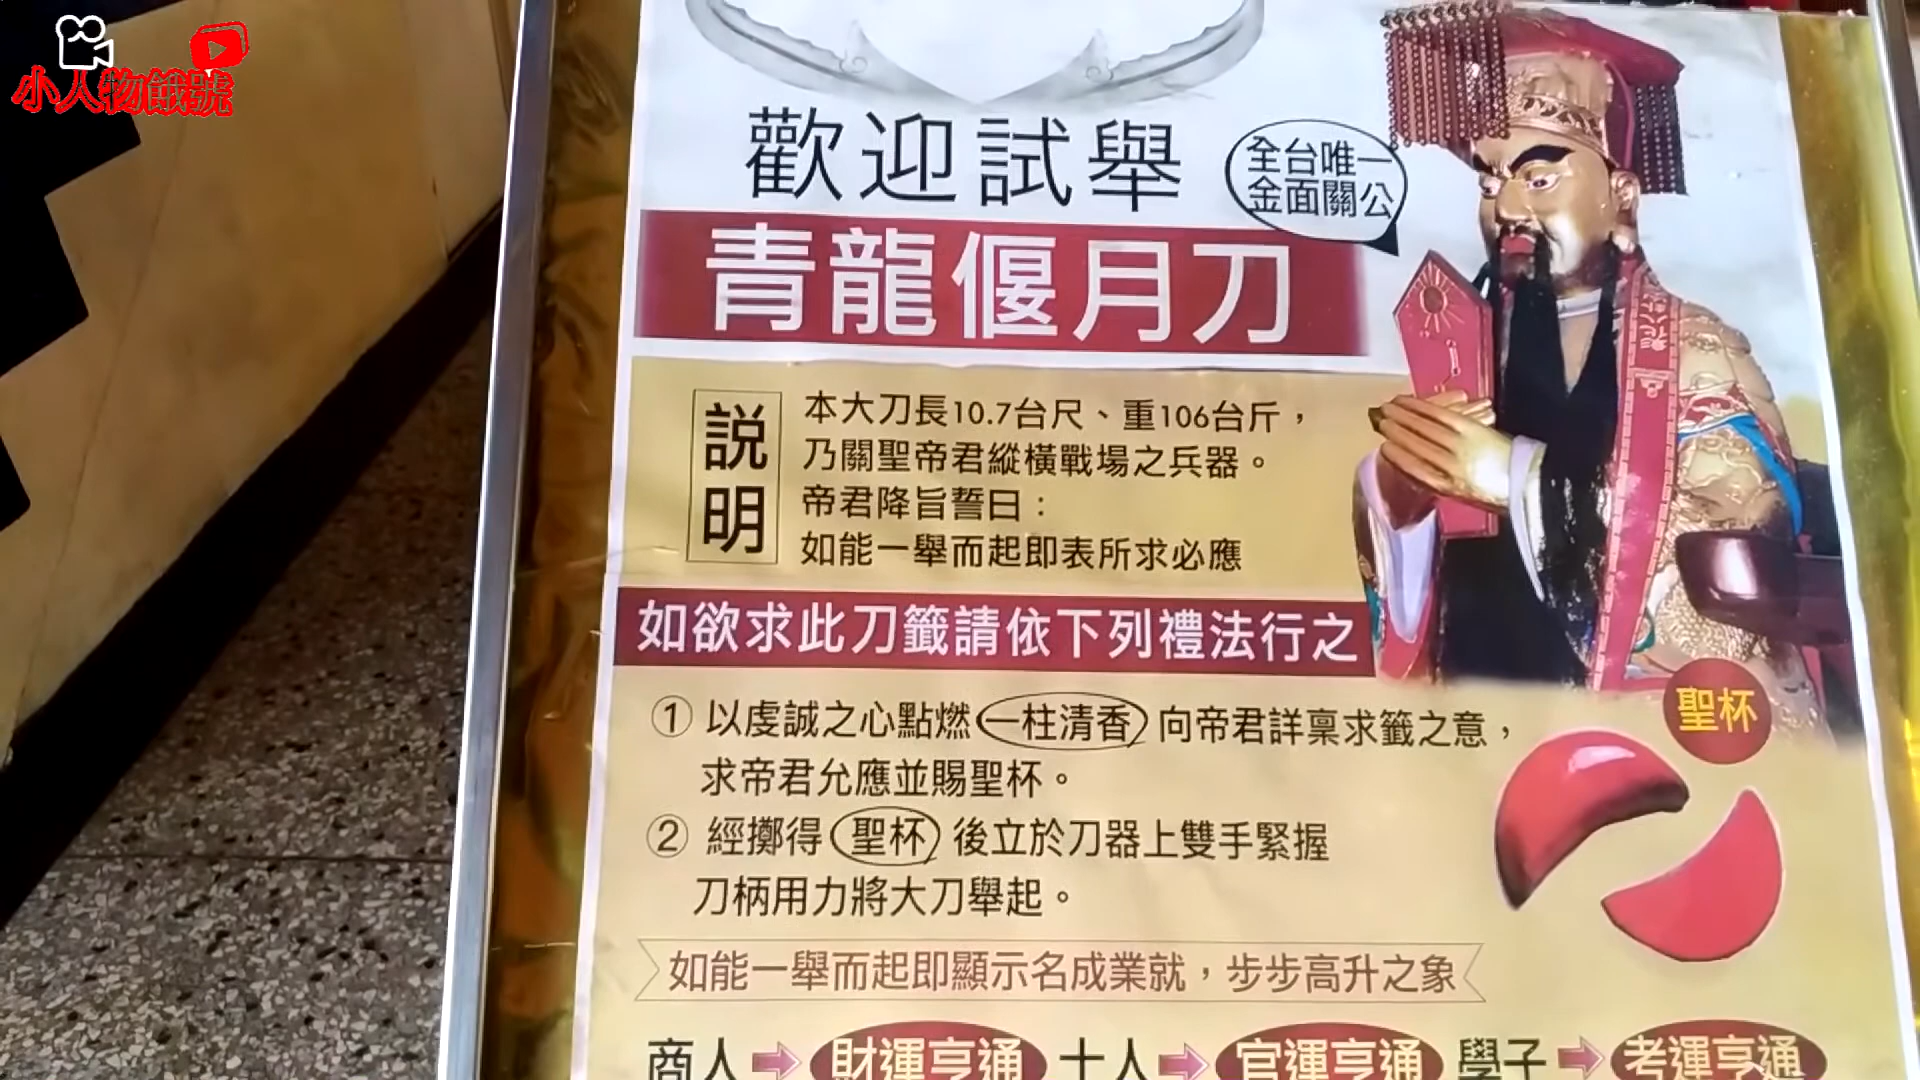 小人物餓號
歡迎試舉
全台唯一
金面關公
青龍偃月刀
説明
本大刀長10.7台尺、重106台斤，
乃關聖帝君縱橫戰場之兵器。
帝君降旨誓曰：
如能一舉而起即表所求必應
如欲求此刀籤請依下列禮法行之
① 以虔誠之心點燃一柱清香 向帝君詳稟求籤之意，
求帝君允應並賜聖杯。
聖杯
② 經擲得 聖杯 後立於刀器上雙手緊握
刀柄用力將大刀舉起。
如能一舉而起即顯示名成業就，步步高升之象
商人 財運亨通 士人 官運亨通 學子 考運亨通